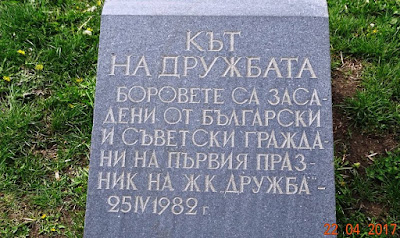 КЪТ
НА ДРУЖБАТА
БОРОВЕТЕ СА ЗАСА-
ДЕНИ ОТ БЪЛГАРСКИ
И СЪВЕТСКИ ГРАЖДА-
НИ НА ПЪРВИЯ ПРАЗ-
НИК НА ЖК„ДРУЖБА"-
25 IV 1982 г
22 04 2017